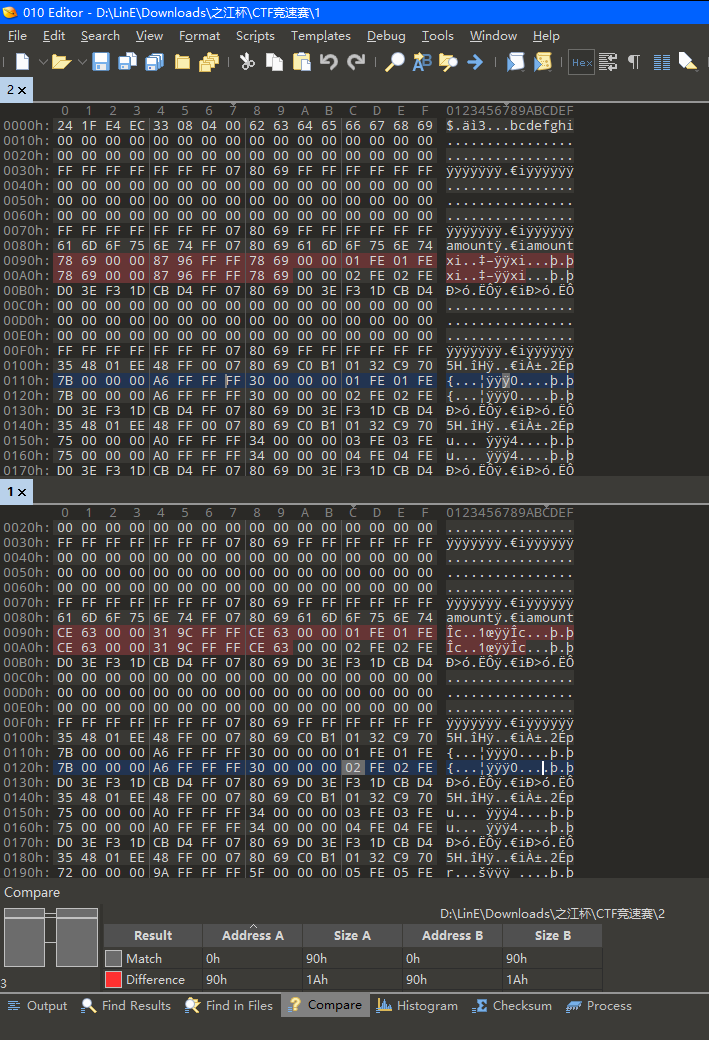 010 Editor - D:\LinE\Downloads\之江杯\CTF竞速赛\1
File Edit Search View Format Scripts Templates Debug Tools Window Help
Hex
2 ×
0 1 2 3 4 5 6 7 8 9 A B C D E F 0123456789ABCDEF
0000h: 24 1F E4 EC 33 08 04 00 62 63 64 65 66 67 68 69 $.äì3...bcdefghi
0010h: 00 00 00 00 00 00 00 00 00 00 00 00 00 00 00 00 ................
0020h: 00 00 00 00 00 00 00 00 00 00 00 00 00 00 00 00 ................
0030h: FF FF FF FF FF FF FF 07 80 69 FF FF FF FF FF FF ÿÿÿÿÿÿÿ.€iÿÿÿÿÿÿ
0040h: 00 00 00 00 00 00 00 00 00 00 00 00 00 00 00 00 ................
0050h: 00 00 00 00 00 00 00 00 00 00 00 00 00 00 00 00 ................
0060h: 00 00 00 00 00 00 00 00 00 00 00 00 00 00 00 00 ................
0070h: FF FF FF FF FF FF FF 07 80 69 FF FF FF FF FF FF ÿÿÿÿÿÿÿ.€iÿÿÿÿÿÿ
0080h: 61 6D 6F 75 6E 74 FF 07 80 69 61 6D 6F 75 6E 74 amountÿ.€iamount
0090h: 78 69 00 00 87 96 FF FF 78 69 00 00 01 FE 01 FE xi..‡–ÿÿxi...þ.þ
00A0h: 78 69 00 00 87 96 FF FF 78 69 00 00 02 FE 02 FE xi..‡–ÿÿxi...þ.þ
00B0h: D0 3E F3 1D CB D4 FF 07 80 69 D0 3E F3 1D CB D4 Ð>ó.ËÔÿ.€iÐ>ó.ËÔ
00C0h: 00 00 00 00 00 00 00 00 00 00 00 00 00 00 00 00 ................
00D0h: 00 00 00 00 00 00 00 00 00 00 00 00 00 00 00 00 ................
00E0h: 00 00 00 00 00 00 00 00 00 00 00 00 00 00 00 00 ................
00F0h: FF FF FF FF FF FF FF 07 80 69 FF FF FF FF FF FF ÿÿÿÿÿÿÿ.€iÿÿÿÿÿÿ
0100h: 35 48 01 EE 48 FF 00 07 80 69 C0 B1 01 32 C9 70 5H.îHÿ..€iÀ±.2Ép
0110h: 7B 00 00 00 A6 FF FF FF 30 00 00 00 01 FE 01 FE {...¦ÿÿÿ0....þ.þ
0120h: 7B 00 00 00 A6 FF FF FF 30 00 00 00 02 FE 02 FE {...¦ÿÿÿ0....þ.þ
0130h: D0 3E F3 1D CB D4 FF 07 80 69 D0 3E F3 1D CB D4 Ð>ó.ËÔÿ.€iÐ>ó.ËÔ
0140h: 35 48 01 EE 48 FF 00 07 80 69 C0 B1 01 32 C9 70 5H.îHÿ..€iÀ±.2Ép
0150h: 75 00 00 00 A0 FF FF FF 34 00 00 00 03 FE 03 FE u... ÿÿÿ4....þ.þ
0160h: 75 00 00 00 A0 FF FF FF 34 00 00 00 04 FE 04 FE u... ÿÿÿ4....þ.þ
0170h: D0 3E F3 1D CB D4 FF 07 80 69 D0 3E F3 1D CB D4 Ð>ó.ËÔÿ.€iÐ>ó.ËÔ
1 ×
0 1 2 3 4 5 6 7 8 9 A B C D E F 0123456789ABCDEF
0020h: 00 00 00 00 00 00 00 00 00 00 00 00 00 00 00 00 ................
0030h: FF FF FF FF FF FF FF 07 80 69 FF FF FF FF FF FF ÿÿÿÿÿÿÿ.€iÿÿÿÿÿÿ
0040h: 00 00 00 00 00 00 00 00 00 00 00 00 00 00 00 00 ................
0050h: 00 00 00 00 00 00 00 00 00 00 00 00 00 00 00 00 ................
0060h: 00 00 00 00 00 00 00 00 00 00 00 00 00 00 00 00 ................
0070h: FF FF FF FF FF FF FF 07 80 69 FF FF FF FF FF FF ÿÿÿÿÿÿÿ.€iÿÿÿÿÿÿ
0080h: 61 6D 6F 75 6E 74 FF 07 80 69 61 6D 6F 75 6E 74 amountÿ.€iamount
0090h: CE 63 00 00 31 9C FF FF CE 63 00 00 01 FE 01 FE Îc..1œÿÿÎc...þ.þ
00A0h: CE 63 00 00 31 9C FF FF CE 63 00 00 02 FE 02 FE Îc..1œÿÿÎc...þ.þ
00B0h: D0 3E F3 1D CB D4 FF 07 80 69 D0 3E F3 1D CB D4 Ð>ó.ËÔÿ.€iÐ>ó.ËÔ
00C0h: 00 00 00 00 00 00 00 00 00 00 00 00 00 00 00 00 ................
00D0h: 00 00 00 00 00 00 00 00 00 00 00 00 00 00 00 00 ................
00E0h: 00 00 00 00 00 00 00 00 00 00 00 00 00 00 00 00 ................
00F0h: FF FF FF FF FF FF FF 07 80 69 FF FF FF FF FF FF ÿÿÿÿÿÿÿ.€iÿÿÿÿÿÿ
0100h: 35 48 01 EE 48 FF 00 07 80 69 C0 B1 01 32 C9 70 5H.îHÿ..€iÀ±.2Ép
0110h: 7B 00 00 00 A6 FF FF FF 30 00 00 00 01 FE 01 FE {...¦ÿÿÿ0....þ.þ
0120h: 7B 00 00 00 A6 FF FF FF 30 00 00 00 02 FE 02 FE {...¦ÿÿÿ0....þ.þ
0130h: D0 3E F3 1D CB D4 FF 07 80 69 D0 3E F3 1D CB D4 Ð>ó.ËÔÿ.€iÐ>ó.ËÔ
0140h: 35 48 01 EE 48 FF 00 07 80 69 C0 B1 01 32 C9 70 5H.îHÿ..€iÀ±.2Ép
0150h: 75 00 00 00 A0 FF FF FF 34 00 00 00 03 FE 03 FE u... ÿÿÿ4....þ.þ
0160h: 75 00 00 00 A0 FF FF FF 34 00 00 00 04 FE 04 FE u... ÿÿÿ4....þ.þ
0170h: D0 3E F3 1D CB D4 FF 07 80 69 D0 3E F3 1D CB D4 Ð>ó.ËÔÿ.€iÐ>ó.ËÔ
0180h: 35 48 01 EE 48 FF 00 07 80 69 C0 B1 01 32 C9 70 5H.îHÿ..€iÀ±.2Ép
0190h: 72 00 00 00 9A FF FF FF 5F 00 00 00 05 FE 05 FE r...šÿÿÿ_....þ.þ
Compare
D:\LinE\Downloads\之江杯\CTF竞速赛\2
Result Address A Size A Address B Size B
Match 0h 90h 0h 90h
Difference 90h 1Ah 90h 1Ah
3
Output Find Results Find in Files Compare Histogram Checksum Process